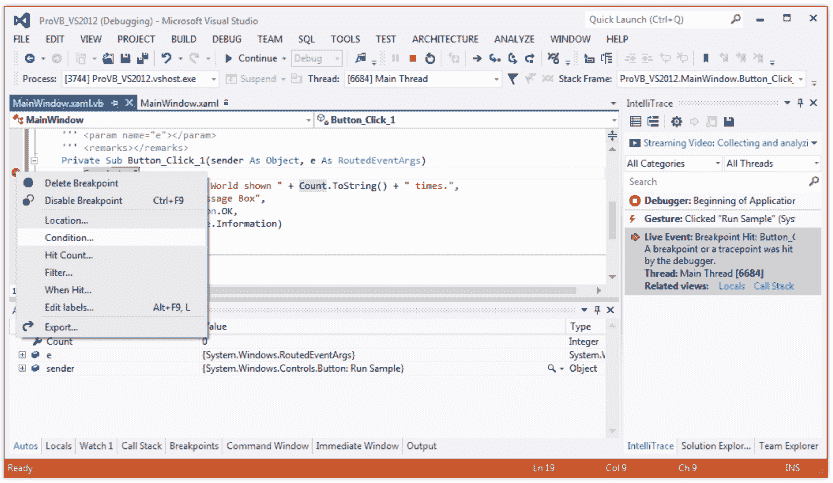 ProVB_VS2012 (Debugging) - Microsoft Visual Studio
Quick Launch (Ctrl+Q)
FILE EDIT VIEW PROJECT BUILD DEBUG TEAM SQL TOOLS TEST ARCHITECTURE ANALYZE WINDOW HELP
Continue Debug
Process: [3744] ProVB_VS2012.vshost.exe Suspend Thread: [6684] Main Thread Stack Frame: ProVB_VS2012.MainWindow.Button_Click_
MainWindow.xaml.vb MainWindow.xaml
MainWindow Button_Click_1
''' <param name="e"></param>
''' <remarks></remarks>
Private Sub Button_Click_1(sender As Object, e As RoutedEventArgs)
World shown " + Count.ToString() + " times.",
ssage Box",
on.OK,
e.Information)
Delete Breakpoint
Disable Breakpoint Ctrl+F9
Location...
Condition...
Hit Count...
Filter...
When Hit...
Edit labels... Alt+F9, L
Export...
Value Type
Count 0 Integer
e {System.Windows.RoutedEventArgs} System.W
sender {System.Windows.Controls.Button: Run Sample} Object
Autos Locals Watch 1 Call Stack Breakpoints Command Window Immediate Window Output
IntelliTrace
Streaming Video: Collecting and analyzi
All Categories All Threads
Search
Debugger: Beginning of Application
Gesture: Clicked "Run Sample" (Sys
Live Event: Breakpoint Hit: Button_C
A breakpoint or a tracepoint was hit
by the debugger.
Thread: Main Thread [6684]
Related views: Locals Call Stack
IntelliTrace Solution Explor... Team Explorer
Ready Ln 19 Col 9 Ch 9 INS